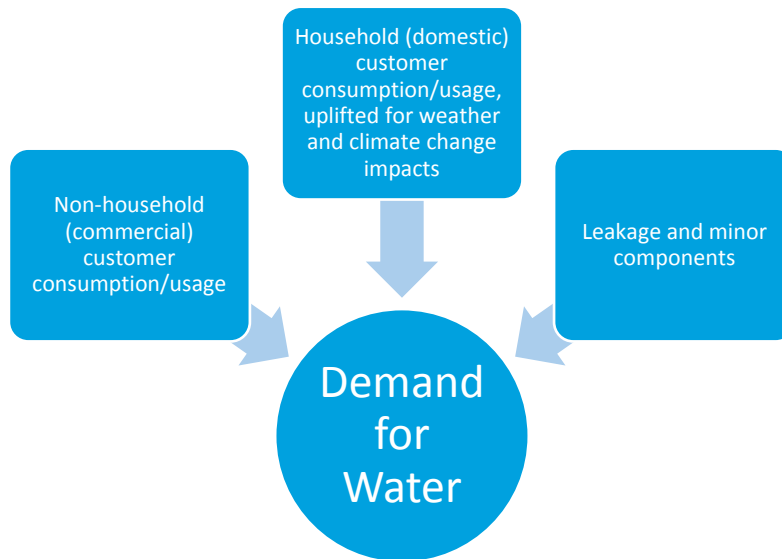 Household (domestic)
customer
consumption/usage,
uplifted for weather
and climate change
impacts
Non-household
(commercial)
customer
consumption/usage
Leakage and minor
components
Demand
for
Water